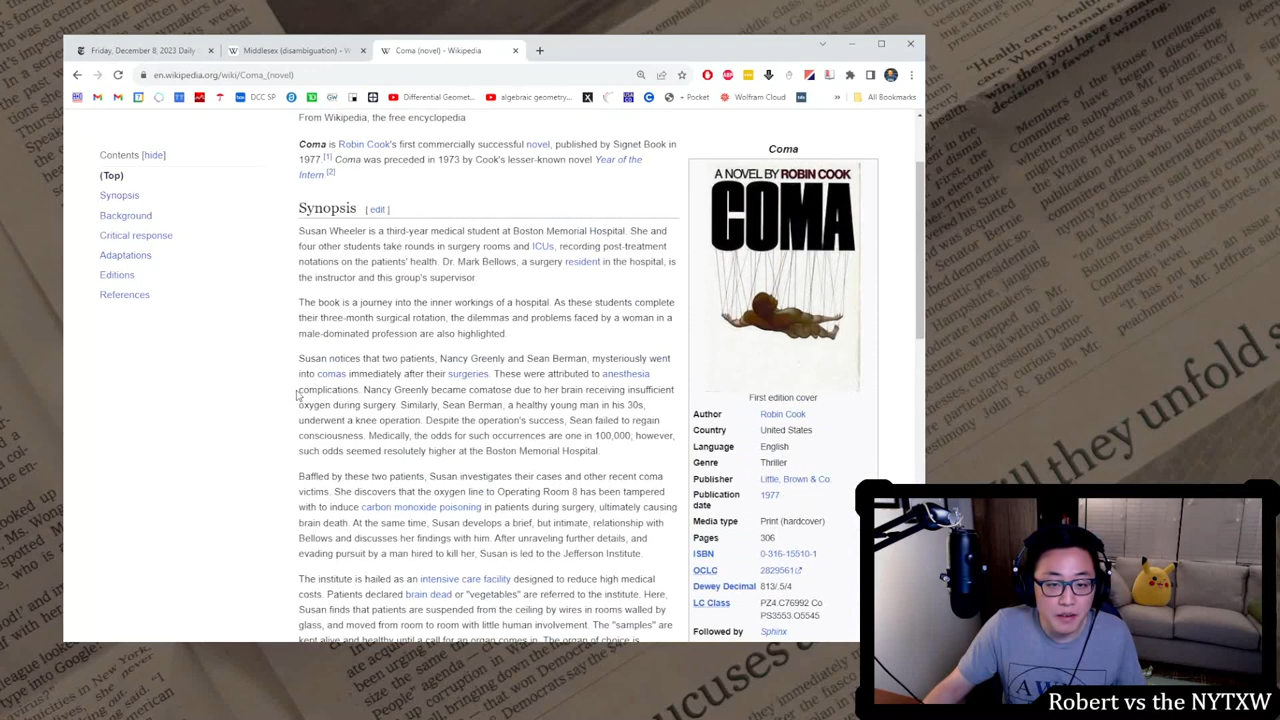 Friday, December 8, 2023 Daily
Middlesex (disambiguation) - W
Coma (novel) - Wikipedia
en.wikipedia.org/wiki/Coma_(novel)
DCC SP
Differential Geomet...
algebraic geometry...
+ Pocket
Wolfram Cloud
All Bookmarks
From Wikipedia, the free encyclopedia
Contents [hide]
(Top)
Synopsis
Background
Critical response
Adaptations
Editions
References
Coma is Robin Cook's first commercially successful novel, published by Signet Book in
1977.[1] Coma was preceded in 1973 by Cook's lesser-known novel Year of the
Intern.[2]
Synopsis [ edit ]
Susan Wheeler is a third-year medical student at Boston Memorial Hospital. She and
four other students take rounds in surgery rooms and ICUs, recording post-treatment
notations on the patients' health. Dr. Mark Bellows, a surgery resident in the hospital, is
the instructor and this group's supervisor.
The book is a journey into the inner workings of a hospital. As these students complete
their three-month surgical rotation, the dilemmas and problems faced by a woman in a
male-dominated profession are also highlighted.
Susan notices that two patients, Nancy Greenly and Sean Berman, mysteriously went
into comas immediately after their surgeries. These were attributed to anesthesia
complications. Nancy Greenly became comatose due to her brain receiving insufficient
oxygen during surgery. Similarly, Sean Berman, a healthy young man in his 30s,
underwent a knee operation. Despite the operation's success, Sean failed to regain
consciousness. Medically, the odds for such occurrences are one in 100,000; however,
such odds seemed resolutely higher at the Boston Memorial Hospital.
Baffled by these two patients, Susan investigates their cases and other recent coma
victims. She discovers that the oxygen line to Operating Room 8 has been tampered
with to induce carbon monoxide poisoning in patients during surgery, ultimately causing
brain death. At the same time, Susan develops a brief, but intimate, relationship with
Bellows and discusses her findings with him. After unraveling further details, and
evading pursuit by a man hired to kill her, Susan is led to the Jefferson Institute.
The institute is hailed as an intensive care facility designed to reduce high medical
costs. Patients declared brain dead or "vegetables" are referred to the institute. Here,
Susan finds that patients are suspended from the ceiling by wires in rooms walled by
glass, and moved from room to room with little human involvement. The "samples" are
kept alive and healthy until a call for an organ comes in. The organ of choice is
Coma
A NOVEL BY ROBIN COOK
COMA
First edition cover
Author Robin Cook
Country United States
Language English
Genre Thriller
Publisher Little, Brown & Co.
Publication date 1977
Media type Print (hardcover)
Pages 306
ISBN 0-316-15510-1
OCLC 2829561
Dewey Decimal 813/.5/4
LC Class PZ4.C76992 Co
PS3553.O5545
Followed by Sphinx
Robert vs the NYTXW